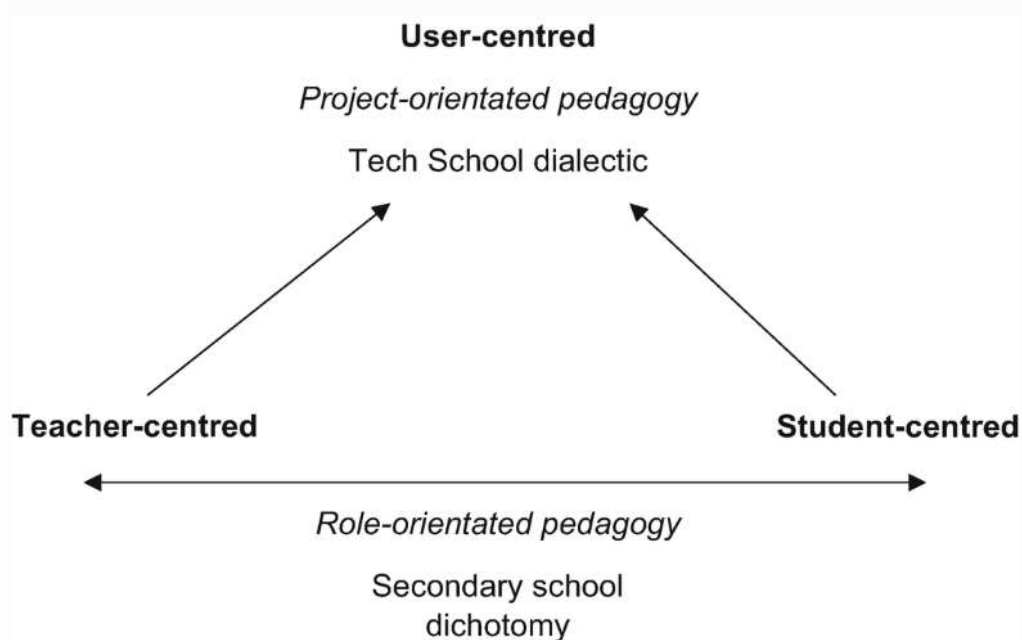 User-centred
Project-orientated pedagogy
Tech School dialectic
Teacher-centred
Student-centred
Role-orientated pedagogy
Secondary school
dichotomy